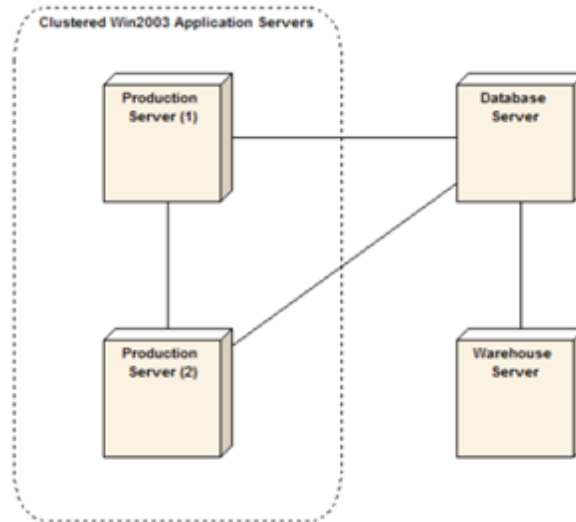 Clustered Win2003 Application Servers
Production
Server (1)
Database
Server
Production
Server (2)
Warehouse
Server